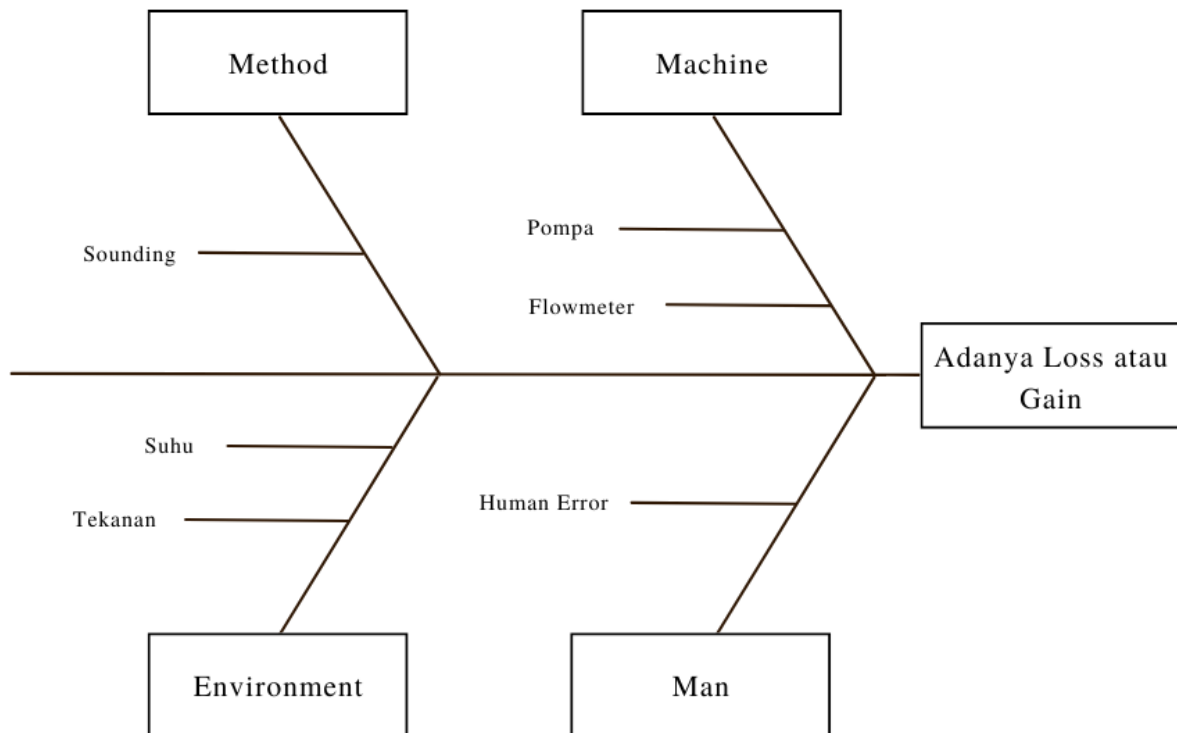 Method
Machine
Pompa
Sounding
Flowmeter
Adanya Loss atau
Gain
Suhu
Human Error
Tekanan
Environment
Man